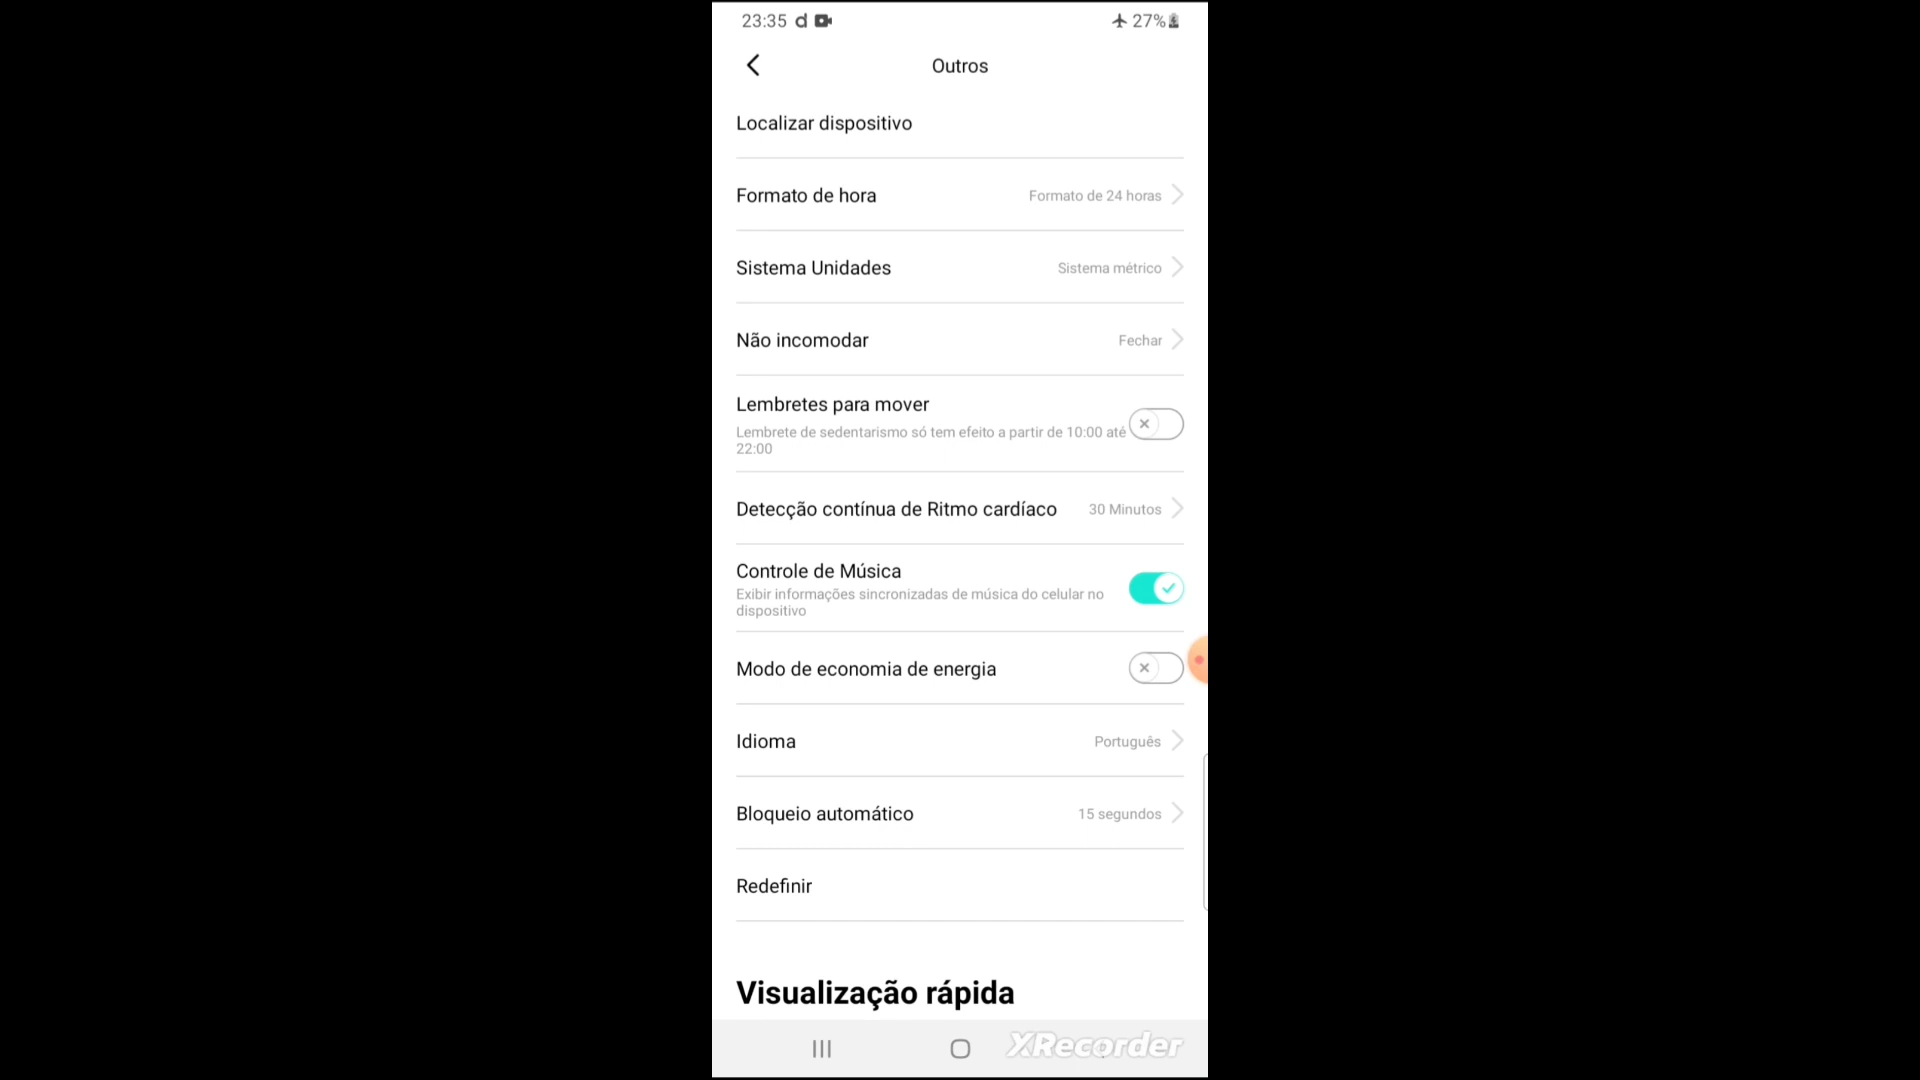 23:35 d 27%
Outros
Localizar dispositivo
Formato de hora Formato de 24 horas
Sistema Unidades Sistema métrico
Não incomodar Fechar
Lembretes para mover
Lembrete de sedentarismo só tem efeito a partir de 10:00 até
22:00
Detecção contínua de Ritmo cardíaco 30 Minutos
Controle de Música
Exibir informações sincronizadas de música do celular no
dispositivo
Modo de economia de energia
Idioma Português
Bloqueio automático 15 segundos
Redefinir
Visualização rápida
XRecorder